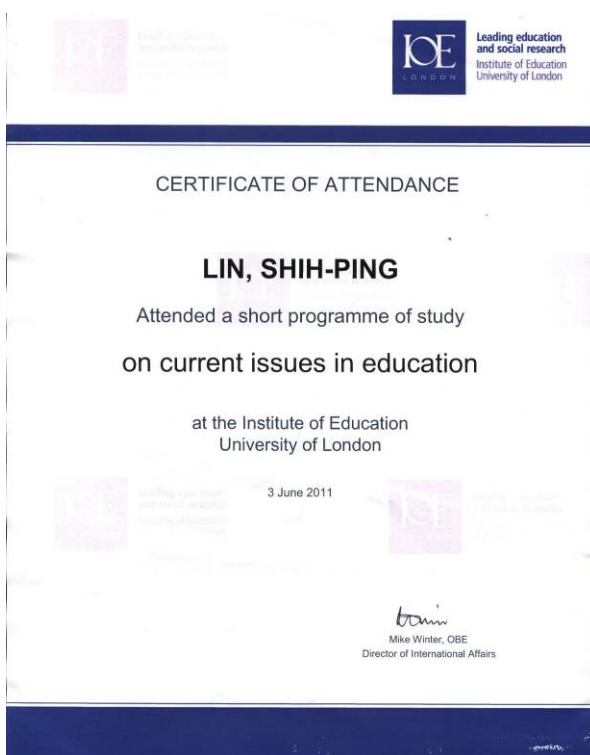 IOE
LONDON
Leading education
and social research
Institute of Education
University of London
CERTIFICATE OF ATTENDANCE
LIN, SHIH-PING
Attended a short programme of study
on current issues in education
at the Institute of Education
University of London
3 June 2011
Mike Winter, OBE
Director of International Affairs